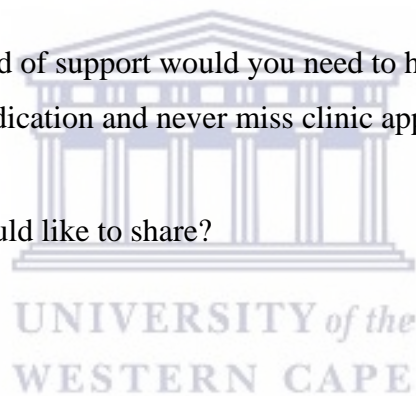 d of support would you need to h
dication and never miss clinic app
uld like to share?
UNIVERSITY of the
WESTERN CAPE